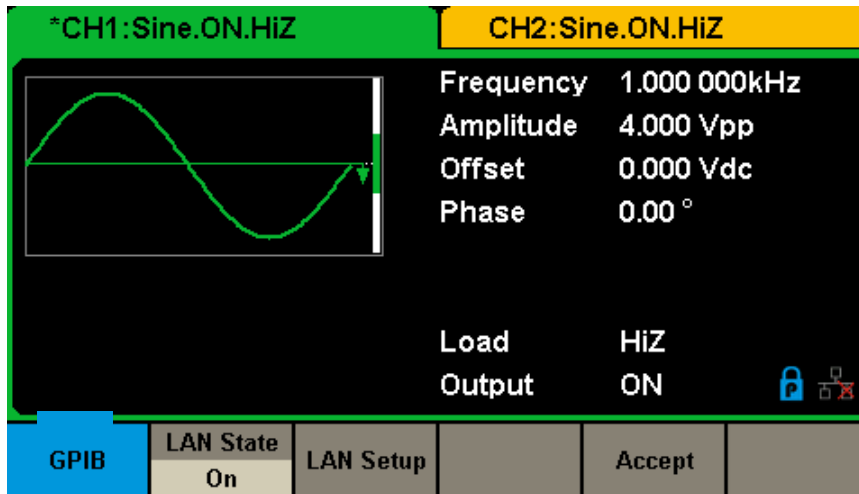 *CH1:Sine.ON.HiZ
CH2:Sine.ON.HiZ
Frequency 1.000 000kHz
Amplitude 4.000 Vpp
Offset 0.000 Vdc
Phase 0.00 °
Load HiZ
Output ON
P
GPIB
LAN State
On
LAN Setup
Accept